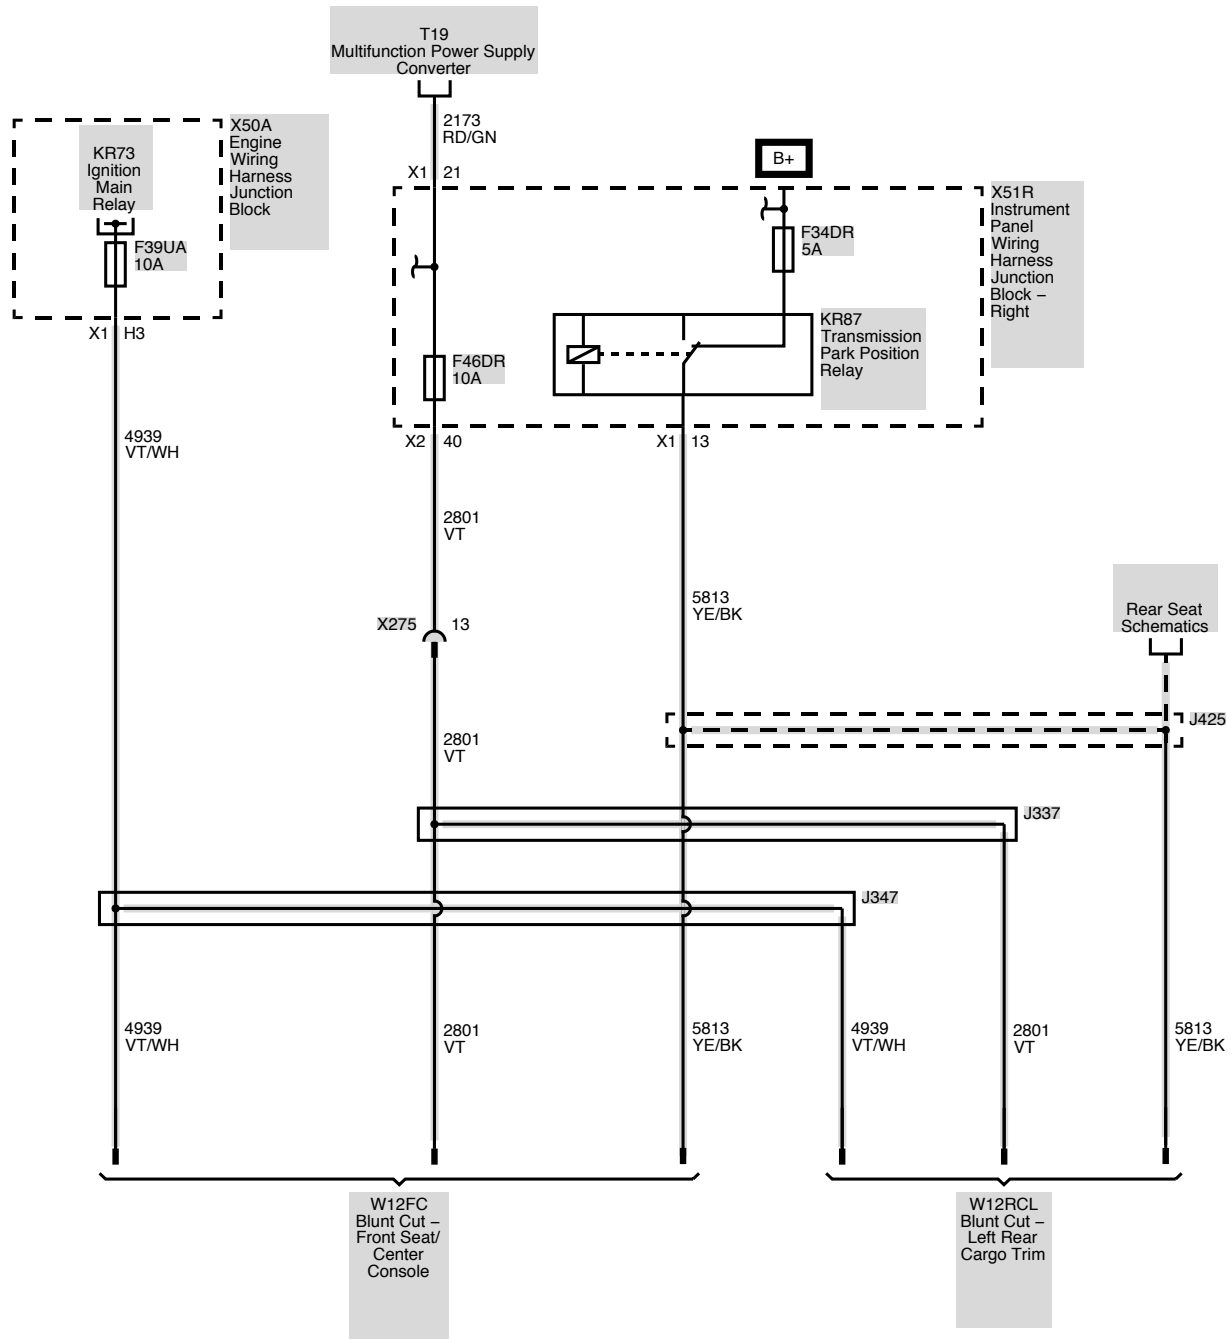 T19
Multifunction Power Supply
Converter
2173
RD/GN
X50A
Engine
Wiring
Harness
Junction
Block
KR73
Ignition
Main
Relay
F39UA
10A
X1 H3
X1 21
B+
X51R
Instrument
Panel
Wiring
Harness
Junction
Block –
Right
F34DR
5A
KR87
Transmission
Park Position
Relay
F46DR
10A
X2 40
X1 13
4939
VT/WH
2801
VT
5813
YE/BK
X275 13
Rear Seat
Schematics
J425
2801
VT
J337
J347
4939
VT/WH
2801
VT
5813
YE/BK
4939
VT/WH
2801
VT
5813
YE/BK
W12FC
Blunt Cut –
Front Seat/
Center
Console
W12RCL
Blunt Cut –
Left Rear
Cargo Trim